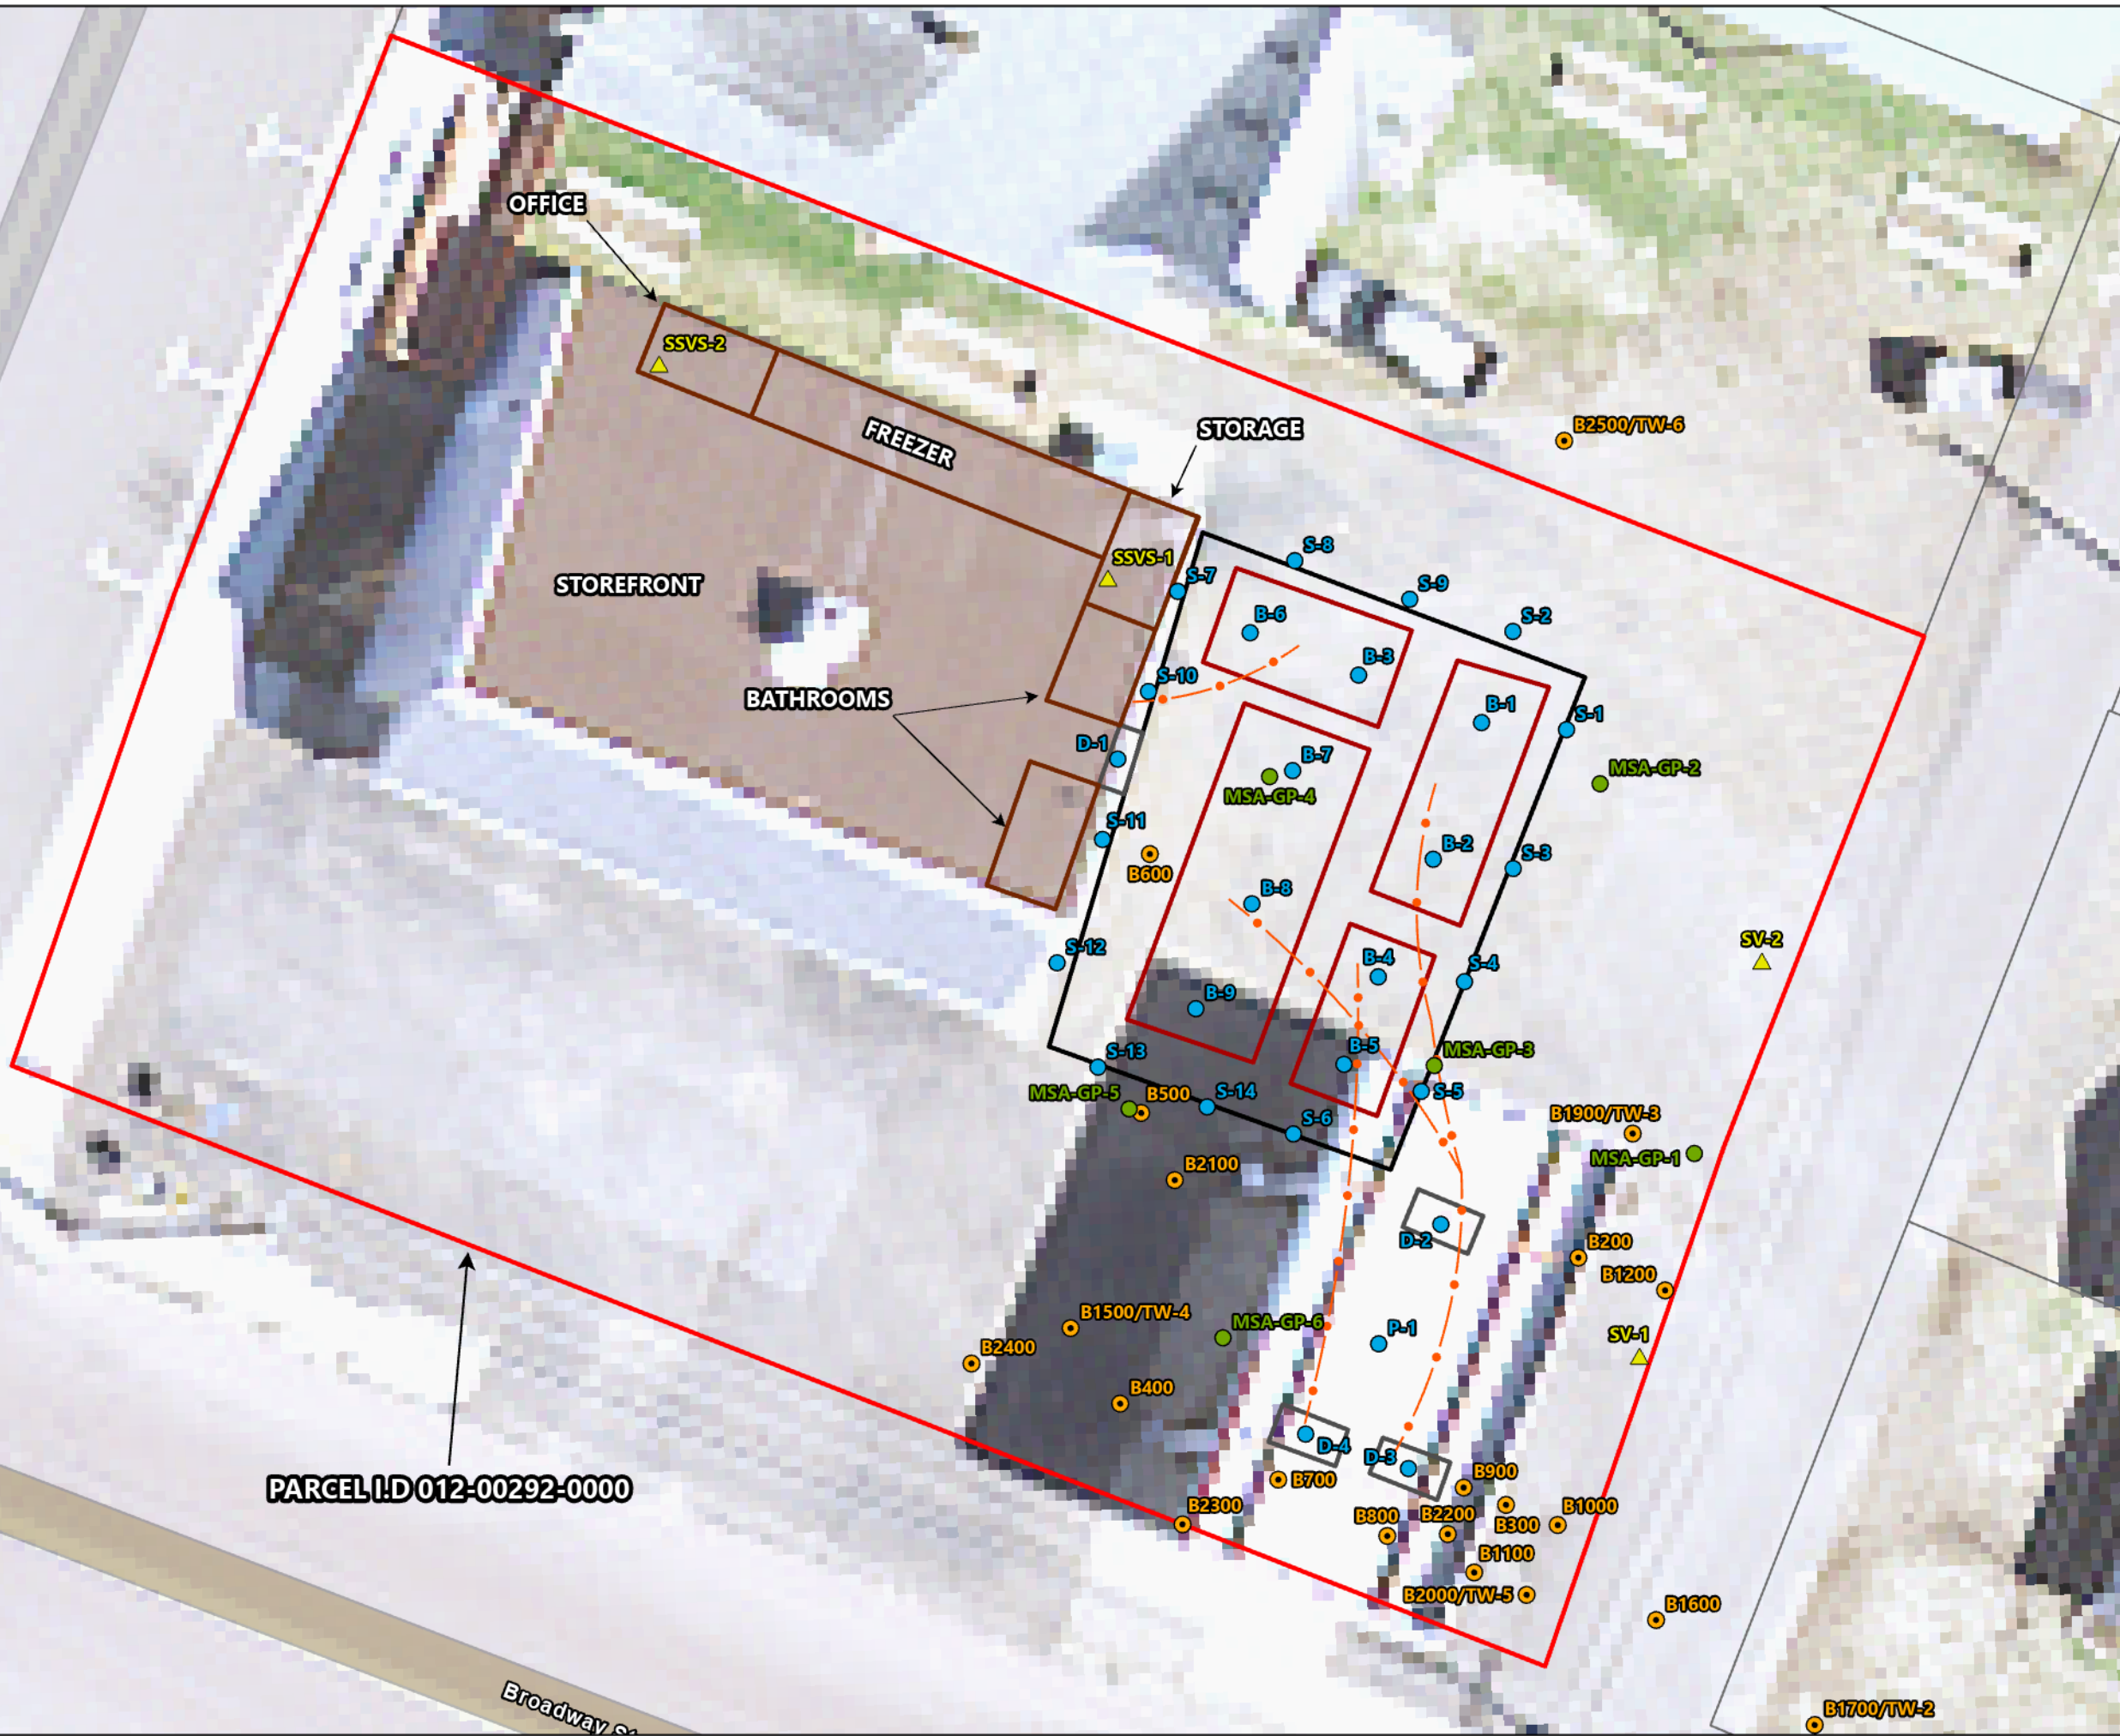 OFFICE
SSVS-2
B2500/TW-6
STORAGE
FREEZER
S-8
SSVS-1
S-7
S-9
STOREFRONT
B-6
S-2
B-3
S-10
BATHROOMS
B-1
S-1
D-1
B-7
MSA-GP-2
MSA-GP-4
S-11
B-2
S-3
B600
B-8
SV-2
S-12
B-4
S-4
B-9
B-5
MSA-GP-3
S-13
MSA-GP-5
B500
S-14
S-5
S-6
B1900/TW-3
MSA-GP-1
B2100
D-2
B200
B1200
B1500/TW-4
MSA-GP-6
P-1
SV-1
B2400
B400
D-4
D-3
B700
B900
PARCEL I.D 012-00292-0000
B2300
B800
B2200
B300
B1000
B1100
B2000/TW-5
B1600
Broadway St
B1700/TW-2